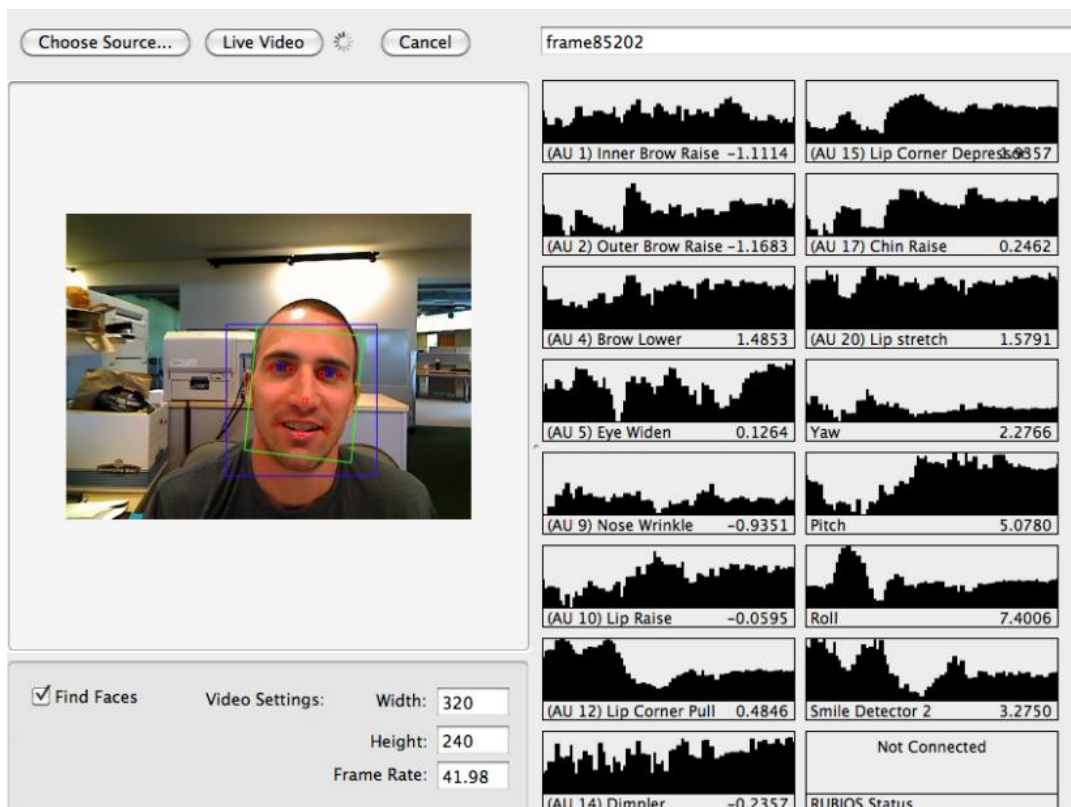 Choose Source...
Live Video
Cancel
frame85202
(AU 1) Inner Brow Raise -1.1114
(AU 15) Lip Corner Depressor 1.9357
(AU 2) Outer Brow Raise -1.1683
(AU 17) Chin Raise 0.2462
(AU 4) Brow Lower 1.4853
(AU 20) Lip stretch 1.5791
(AU 5) Eye Widen 0.1264
Yaw 2.2766
(AU 9) Nose Wrinkle -0.9351
Pitch 5.0780
(AU 10) Lip Raise -0.0595
Roll 7.4006
(AU 12) Lip Corner Pull 0.4846
Smile Detector 2 3.2750
(AU 14) Dimpler -0.2357
Not Connected
RUBIOS Status
Find Faces
Video Settings:
Width: 320
Height: 240
Frame Rate: 41.98